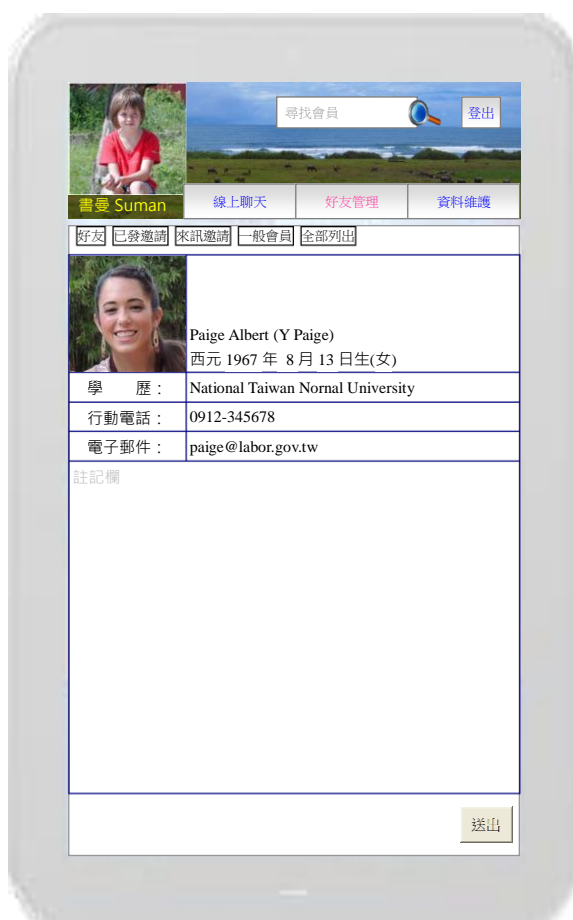 尋找會員
登出
書曼 Suman
線上聊天 好友管理 資料維護
好友 已發邀請 來訊邀請 一般會員 全部列出
Paige Albert (Y Paige)
西元 1967 年 8 月 13 日生(女)
學 歷： National Taiwan Nornal University
行動電話： 0912-345678
電子郵件： paige@labor.gov.tw
註記欄
送出